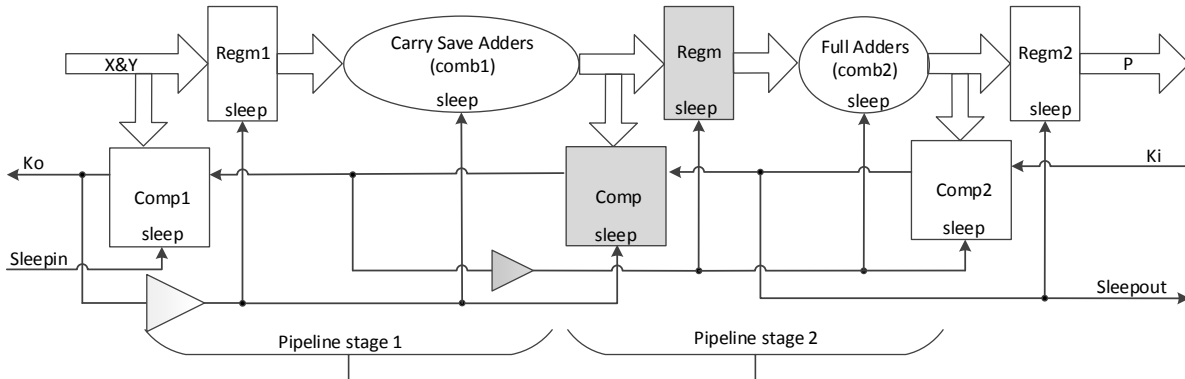 X&Y
Regm1
sleep
Carry Save Adders
(comb1)
sleep
Regm
sleep
Full Adders
(comb2)
sleep
Regm2
sleep
P
Ko
Comp1
sleep
Comp
sleep
Comp2
sleep
Ki
Sleepin
Sleepout
Pipeline stage 1
Pipeline stage 2